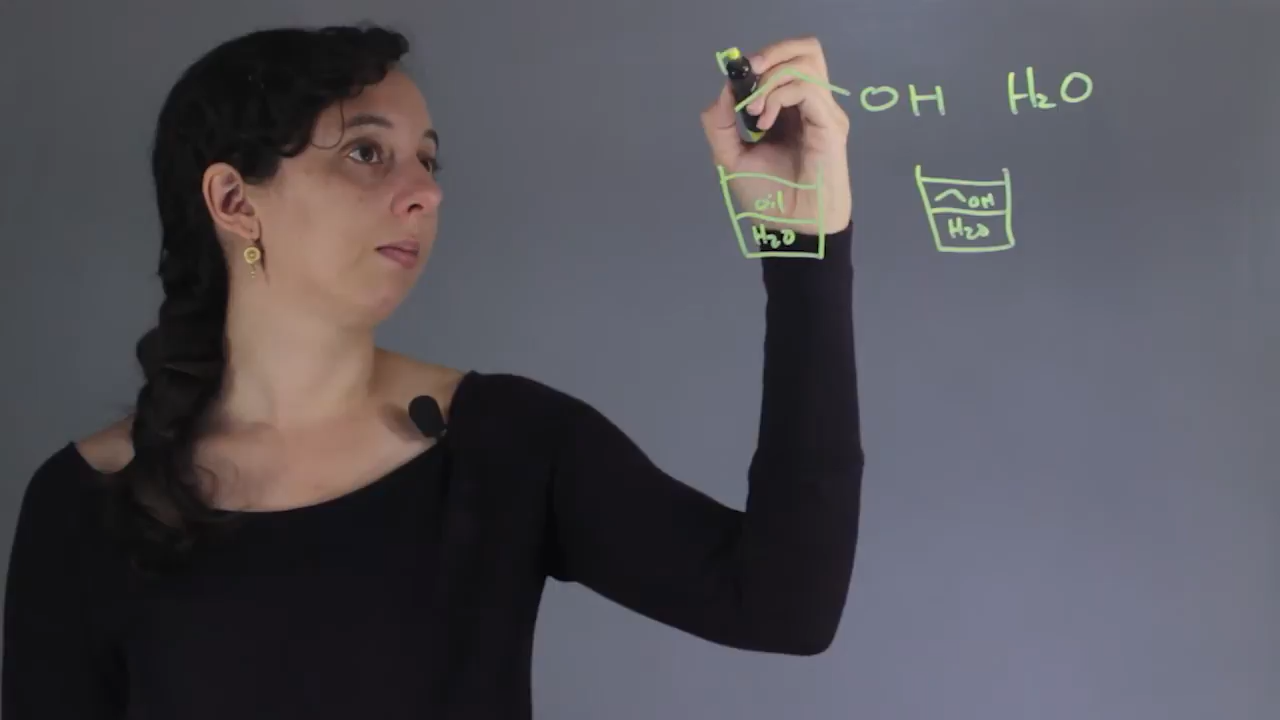 OH H₂O
oil OH
H₂O H₂O